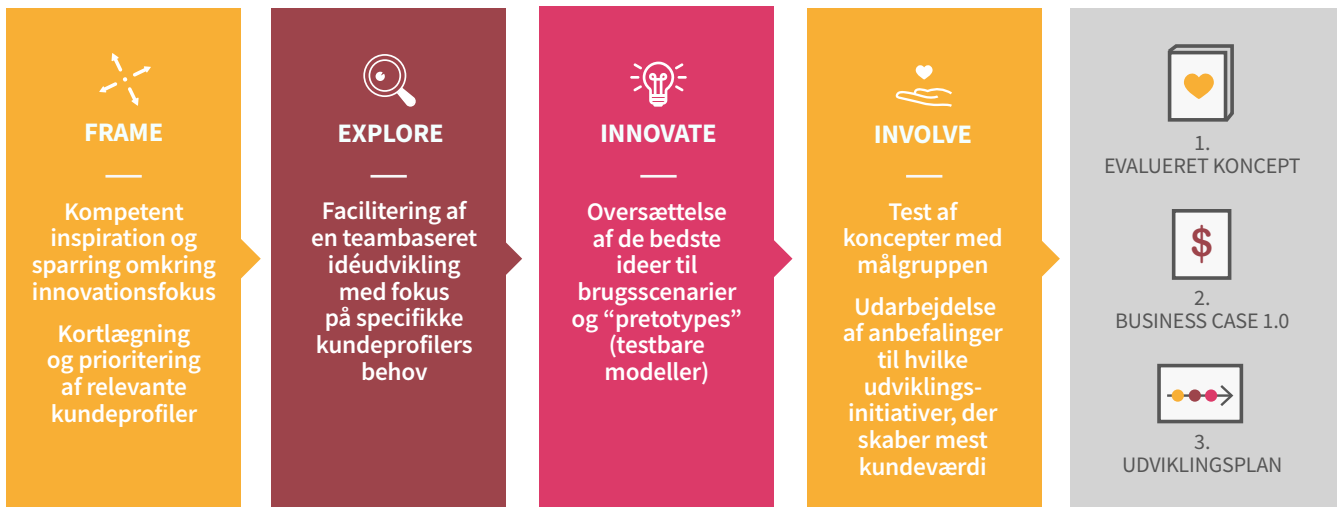 FRAME
Kompetent
inspiration og
sparring omkring
innovationsfokus
Kortlægning
og prioritering
af relevante
kundeprofiler
EXPLORE
Facilitering af
en teambaseret
idéudvikling
med fokus
på specifikke
kundeprofilers
behov
INNOVATE
Oversættelse
af de bedste
ideer til
brugsscenarier
og “pretotypes”
(testbare
modeller)
INVOLVE
Test af
koncepter med
målgruppen
Udarbejdelse
af anbefalinger
til hvilke
udviklings-
initiativer, der
skaber mest
kundeværdi
1.
EVALUERET KONCEPT
$
2.
BUSINESS CASE 1.0
3.
UDVIKLINGSPLAN